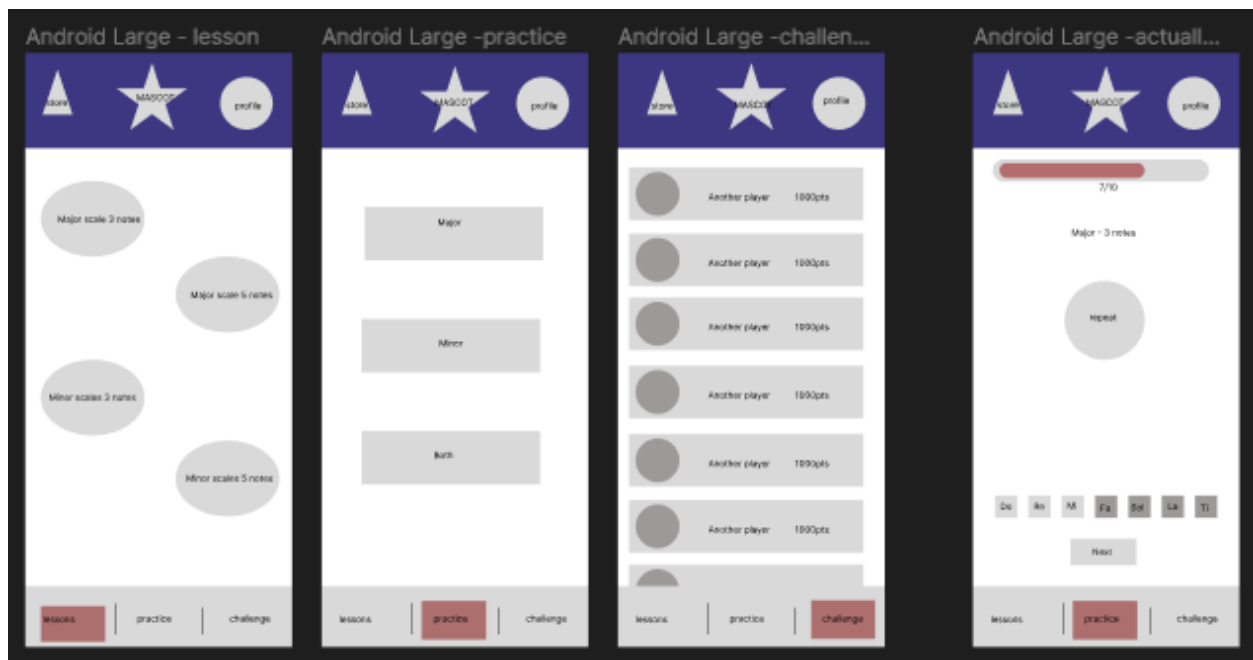 Android Large - lesson
store
MASCOT
profile
Major scale 3 notes
Major scale 5 notes
Minor scales 3 notes
Minor scales 5 notes
lessons
practice
challenge
Android Large -practice
store
MASCOT
profile
Major
Minor
Both
lessons
practice
challenge
Android Large -challen...
store
MASCOT
profile
Another player 1000pts
Another player 1000pts
Another player 1000pts
Another player 1000pts
Another player 1000pts
Another player 1000pts
lessons
practice
challenge
Android Large -actuall...
store
MASCOT
profile
7/10
Major - 3 notes
repeat
Do Re Mi Fa Sol La Ti
Next
lessons
practice
challenge